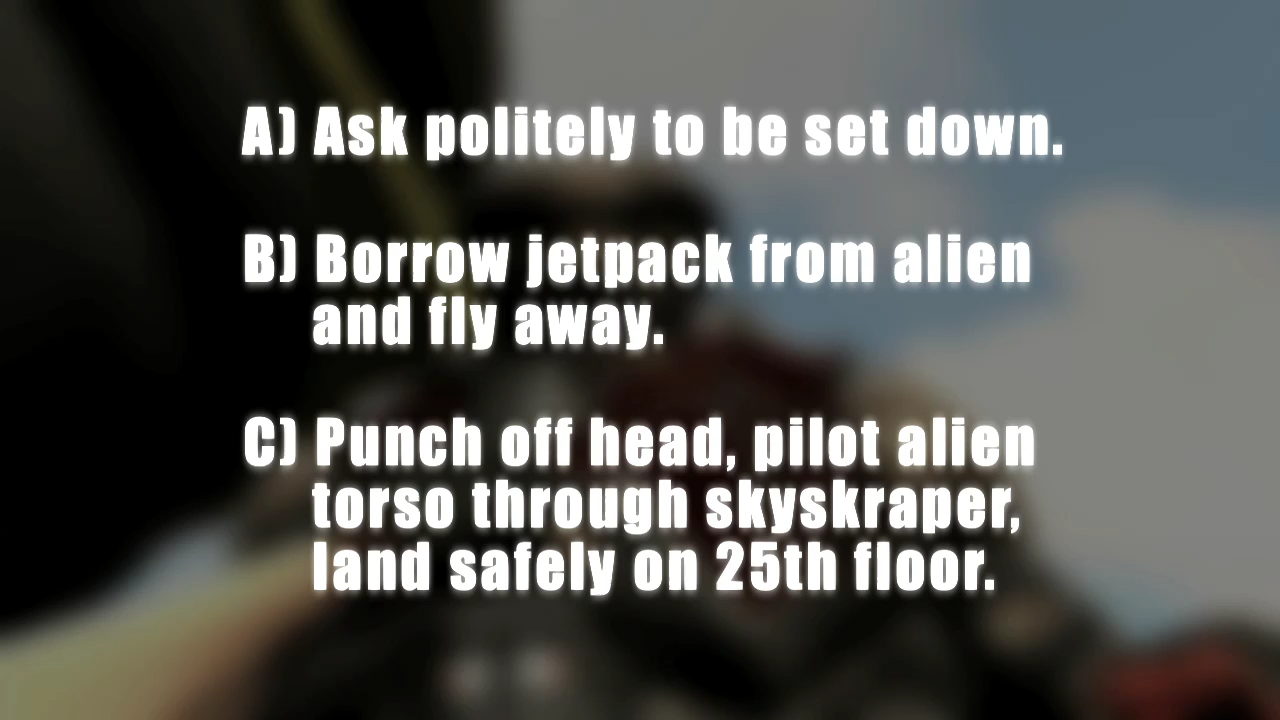 A) Ask politely to be set down.
B) Borrow jetpack from alien
and fly away.
C) Punch off head, pilot alien
torso through skyskraper,
land safely on 25th floor.